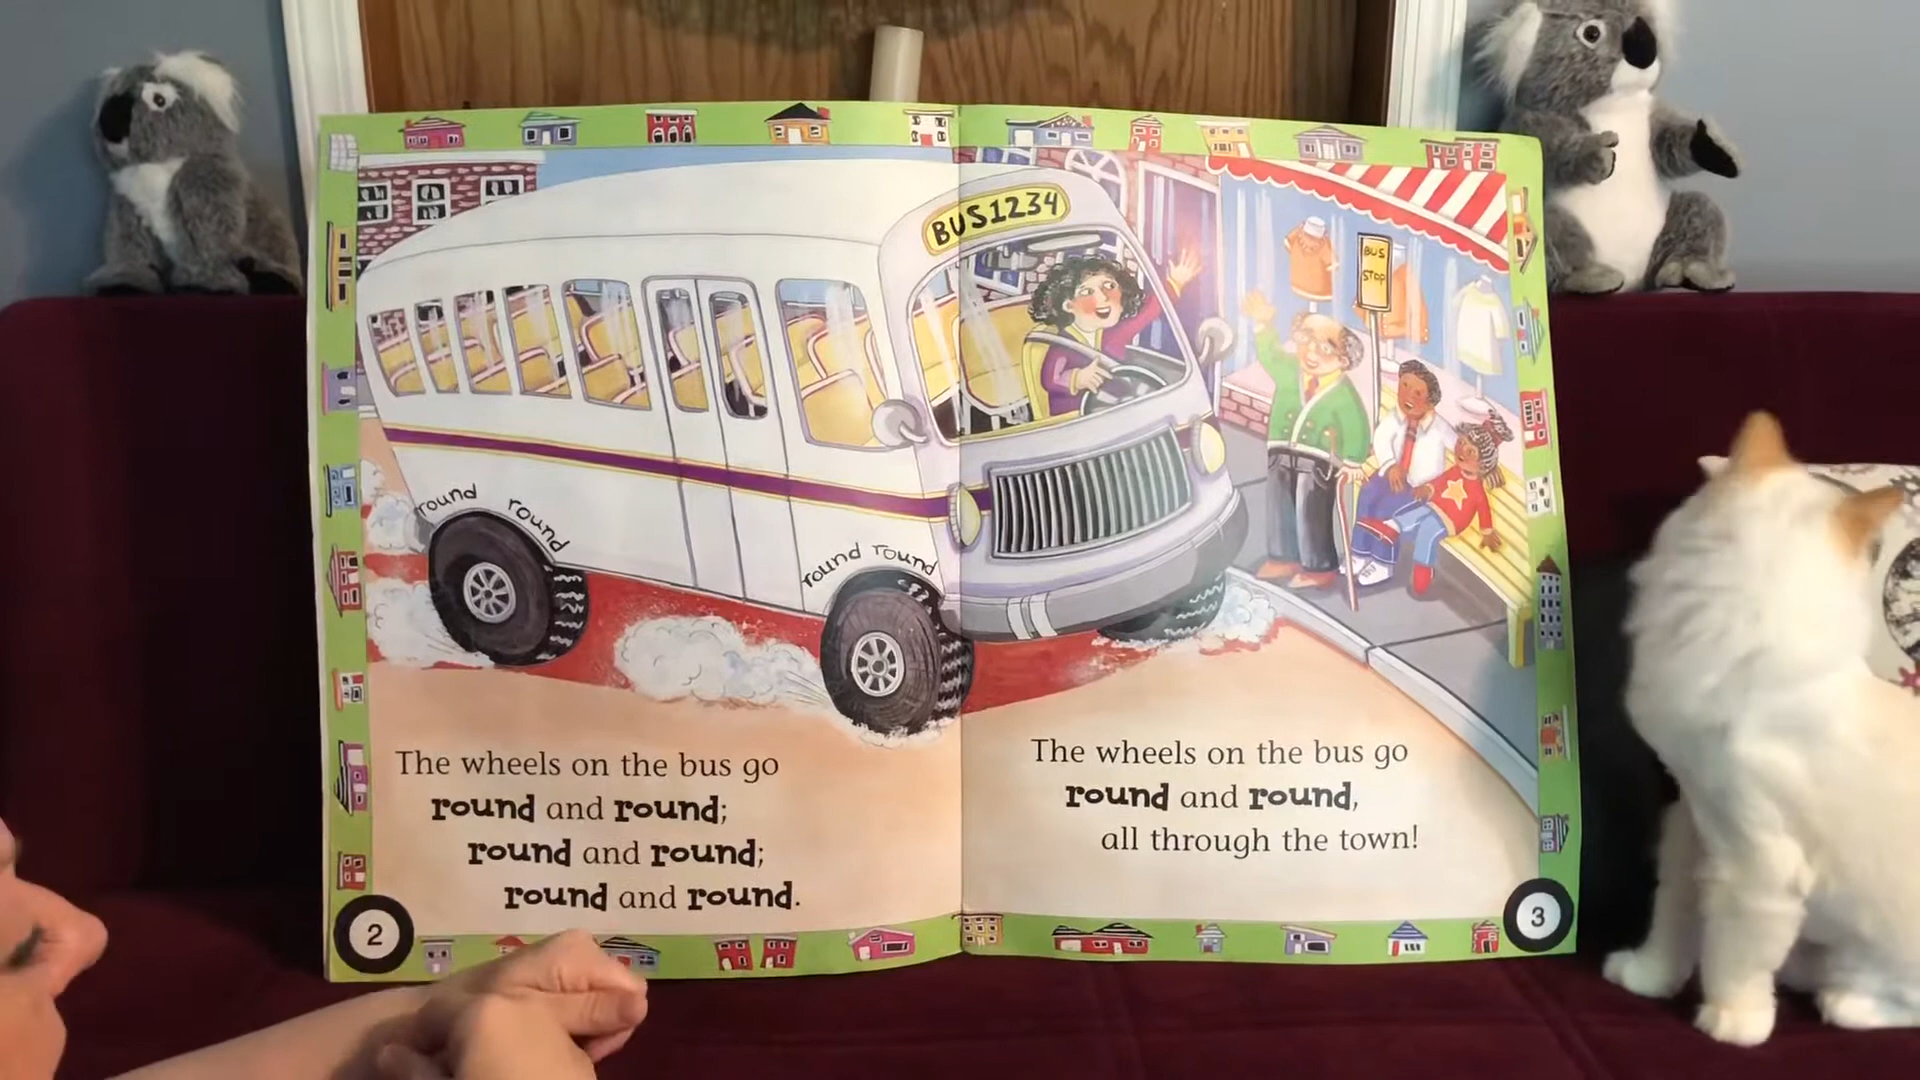 BUS1234
BUS
STOP
round round
round round
The wheels on the bus go
round and round;
round and round;
round and round.
2
The wheels on the bus go
round and round,
all through the town!
3